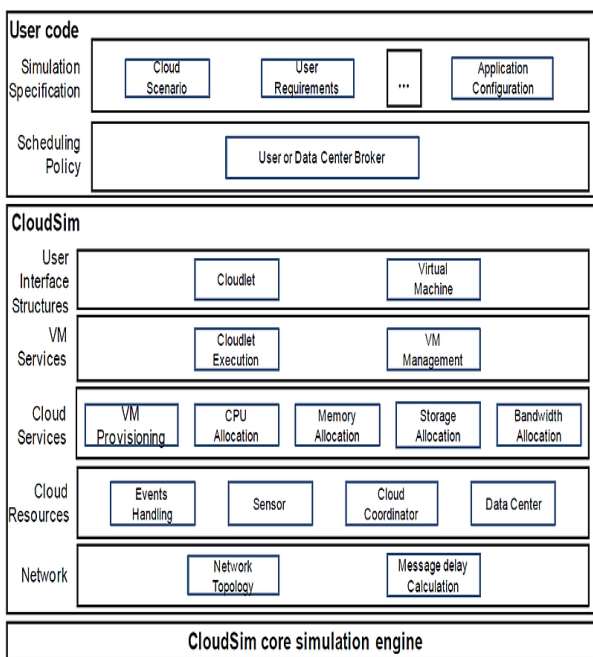 User code
Simulation
Specification
Cloud
Scenario
User
Requirements
...
Application
Configuration
Scheduling
Policy
User or Data Center Broker
CloudSim
User
Interface
Structures
Cloudlet
Virtual
Machine
VM
Services
Cloudlet
Execution
VM
Management
Cloud
Services
VM
Provisioning
CPU
Allocation
Memory
Allocation
Storage
Allocation
Bandwidth
Allocation
Cloud
Resources
Events
Handling
Sensor
Cloud
Coordinator
Data Center
Network
Network
Topology
Message delay
Calculation
CloudSim core simulation engine